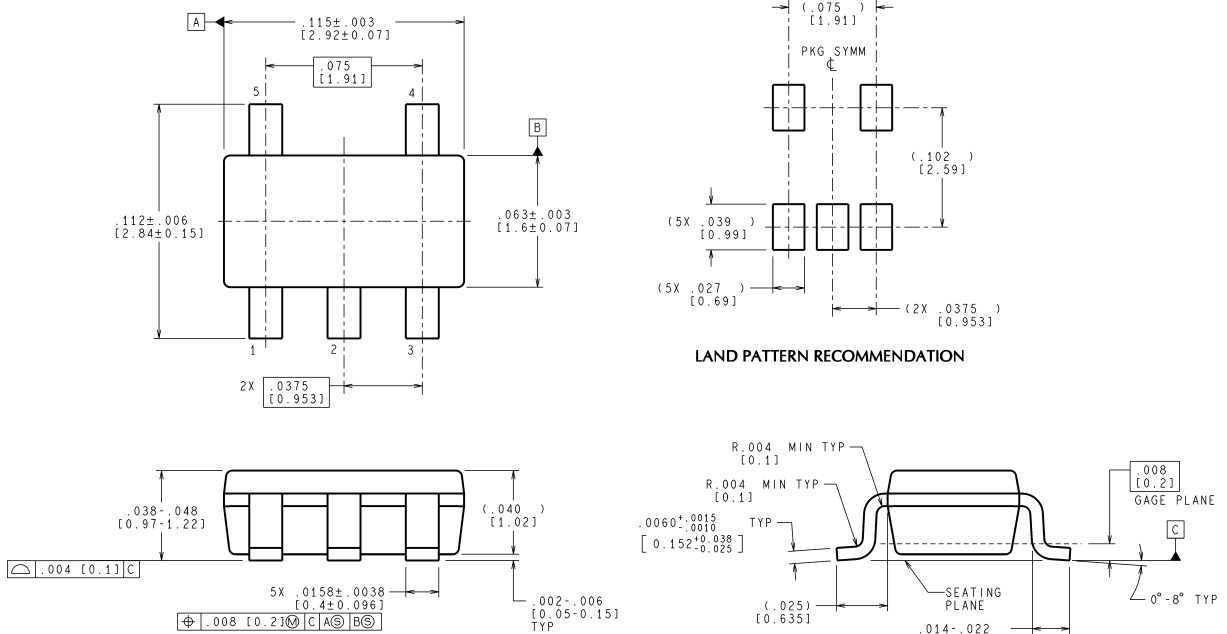 A
.115±.003
[2.92±0.07]
.075
[1.91]
5
4
B
.112±.006
[2.84±0.15]
.063±.003
[1.6±0.07]
1
2
3
2X .0375
[0.953]
(.075 )
[1.91]
PKG SYMM
℄
(.102 )
[2.59]
(5X .039 )
[0.99]
(5X .027 )
[0.69]
(2X .0375 )
[0.953]
LAND PATTERN RECOMMENDATION
.038-.048
[0.97-1.22]
(.040 )
[1.02]
⌓ .004 [0.1] C
5X .0158±.0038
[0.4±0.096]
⌖ .008 [0.2]Ⓜ C AⓈ BⓈ
.002-.006
[0.05-0.15]
TYP
R.004 MIN TYP
[0.1]
R.004 MIN TYP
[0.1]
.0060+.0015 -.0010 TYP
[ 0.152+0.038 -0.025 ]
.008
[0.2]
GAGE PLANE
C
SEATING
PLANE
0°-8° TYP
(.025)
[0.635]
.014-.022